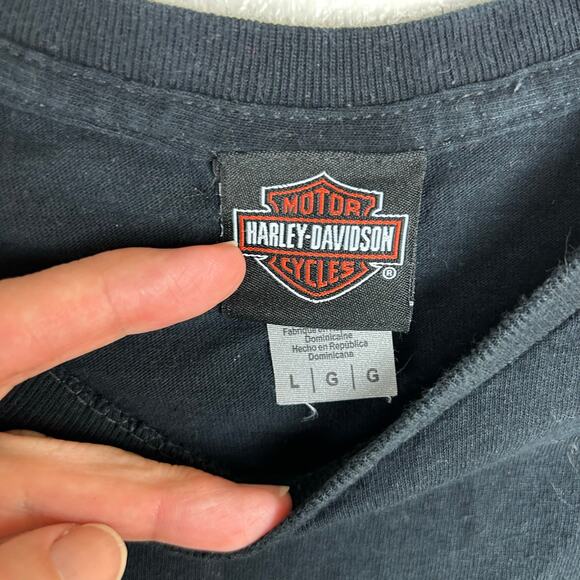 MOTOR
HARLEY-DAVIDSON
CYCLES ®
Dominicaine
Hecho en República
Dominicana
L | G | G